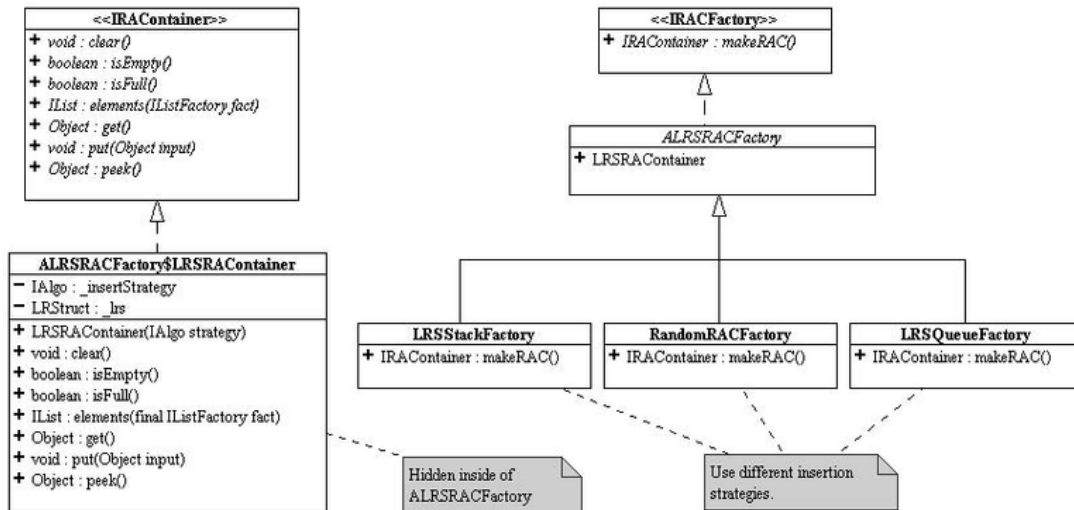 <<IRAContainer>>
+ void : clear()
+ boolean : isEmpty()
+ boolean : isFull()
+ IList : elements(IListFactory fact)
+ Object : get()
+ void : put(Object input)
+ Object : peek()
ALRSRACFactory$LRSRAContainer
− IAlgo : _insertStrategy
− LRStruct : _lrs
+ LRSRAContainer(IAlgo strategy)
+ void : clear()
+ boolean : isEmpty()
+ boolean : isFull()
+ IList : elements(final IListFactory fact)
+ Object : get()
+ void : put(Object input)
+ Object : peek()
Hidden inside of
ALRSRACFactory
<<IRACFactory>>
+ IRAContainer : makeRAC()
ALRSRACFactory
+ LRSRAContainer
LRSStackFactory
+ IRAContainer : makeRAC()
RandomRACFactory
+ IRAContainer : makeRAC()
LRSQueueFactory
+ IRAContainer : makeRAC()
Use different insertion
strategies.